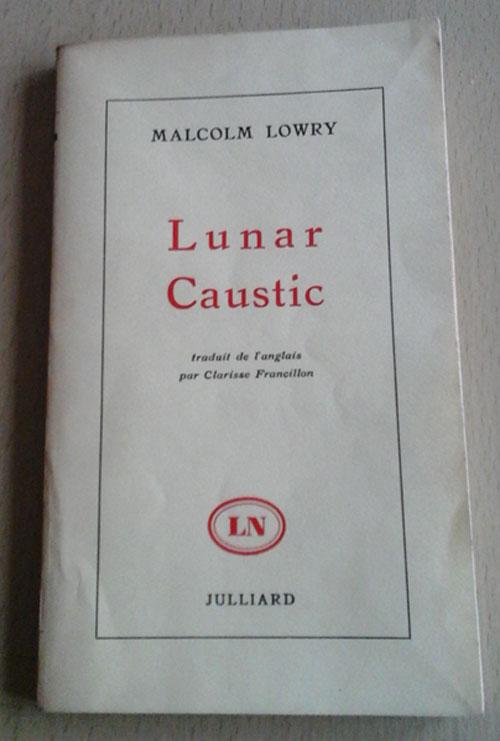 MALCOLM LOWRY
Lunar
Caustic
traduit de l'anglais
par Clarisse Francillon
LN
JULLIARD